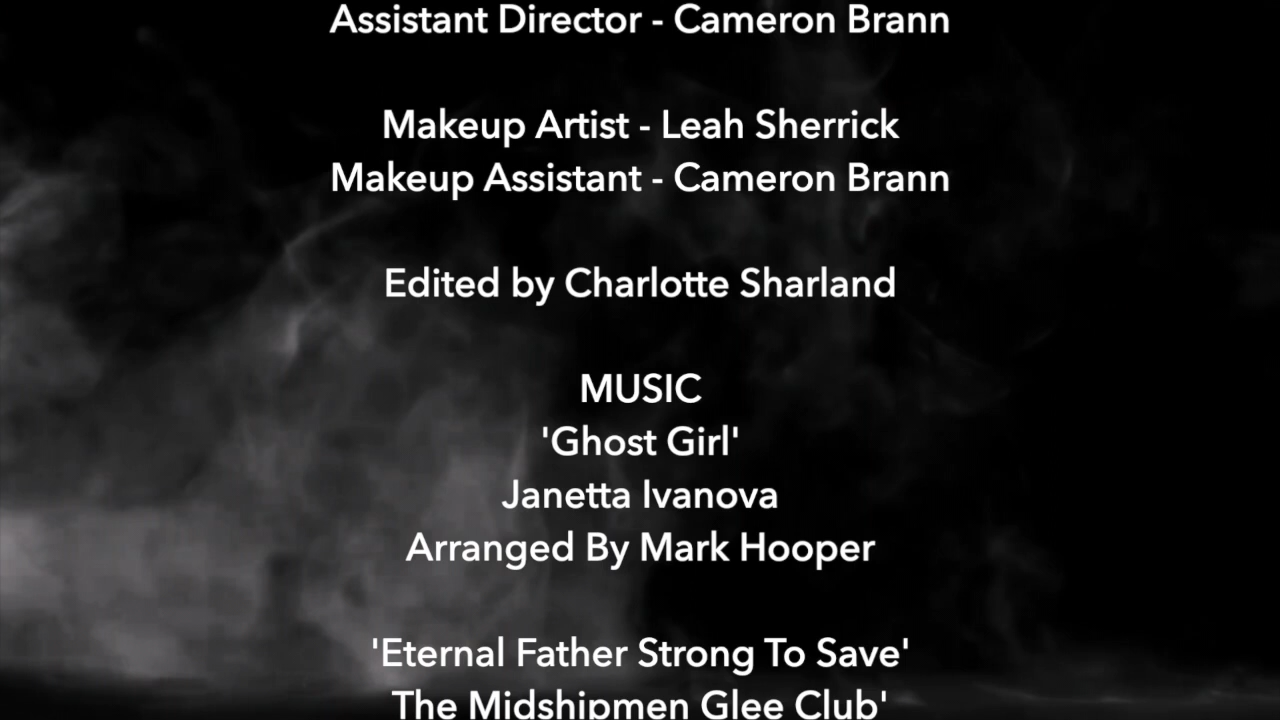 Assistant Director - Cameron Brann
Makeup Artist - Leah Sherrick
Makeup Assistant - Cameron Brann
Edited by Charlotte Sharland
MUSIC
'Ghost Girl'
Janetta Ivanova
Arranged By Mark Hooper
'Eternal Father Strong To Save'
The Midshipmen Glee Club'